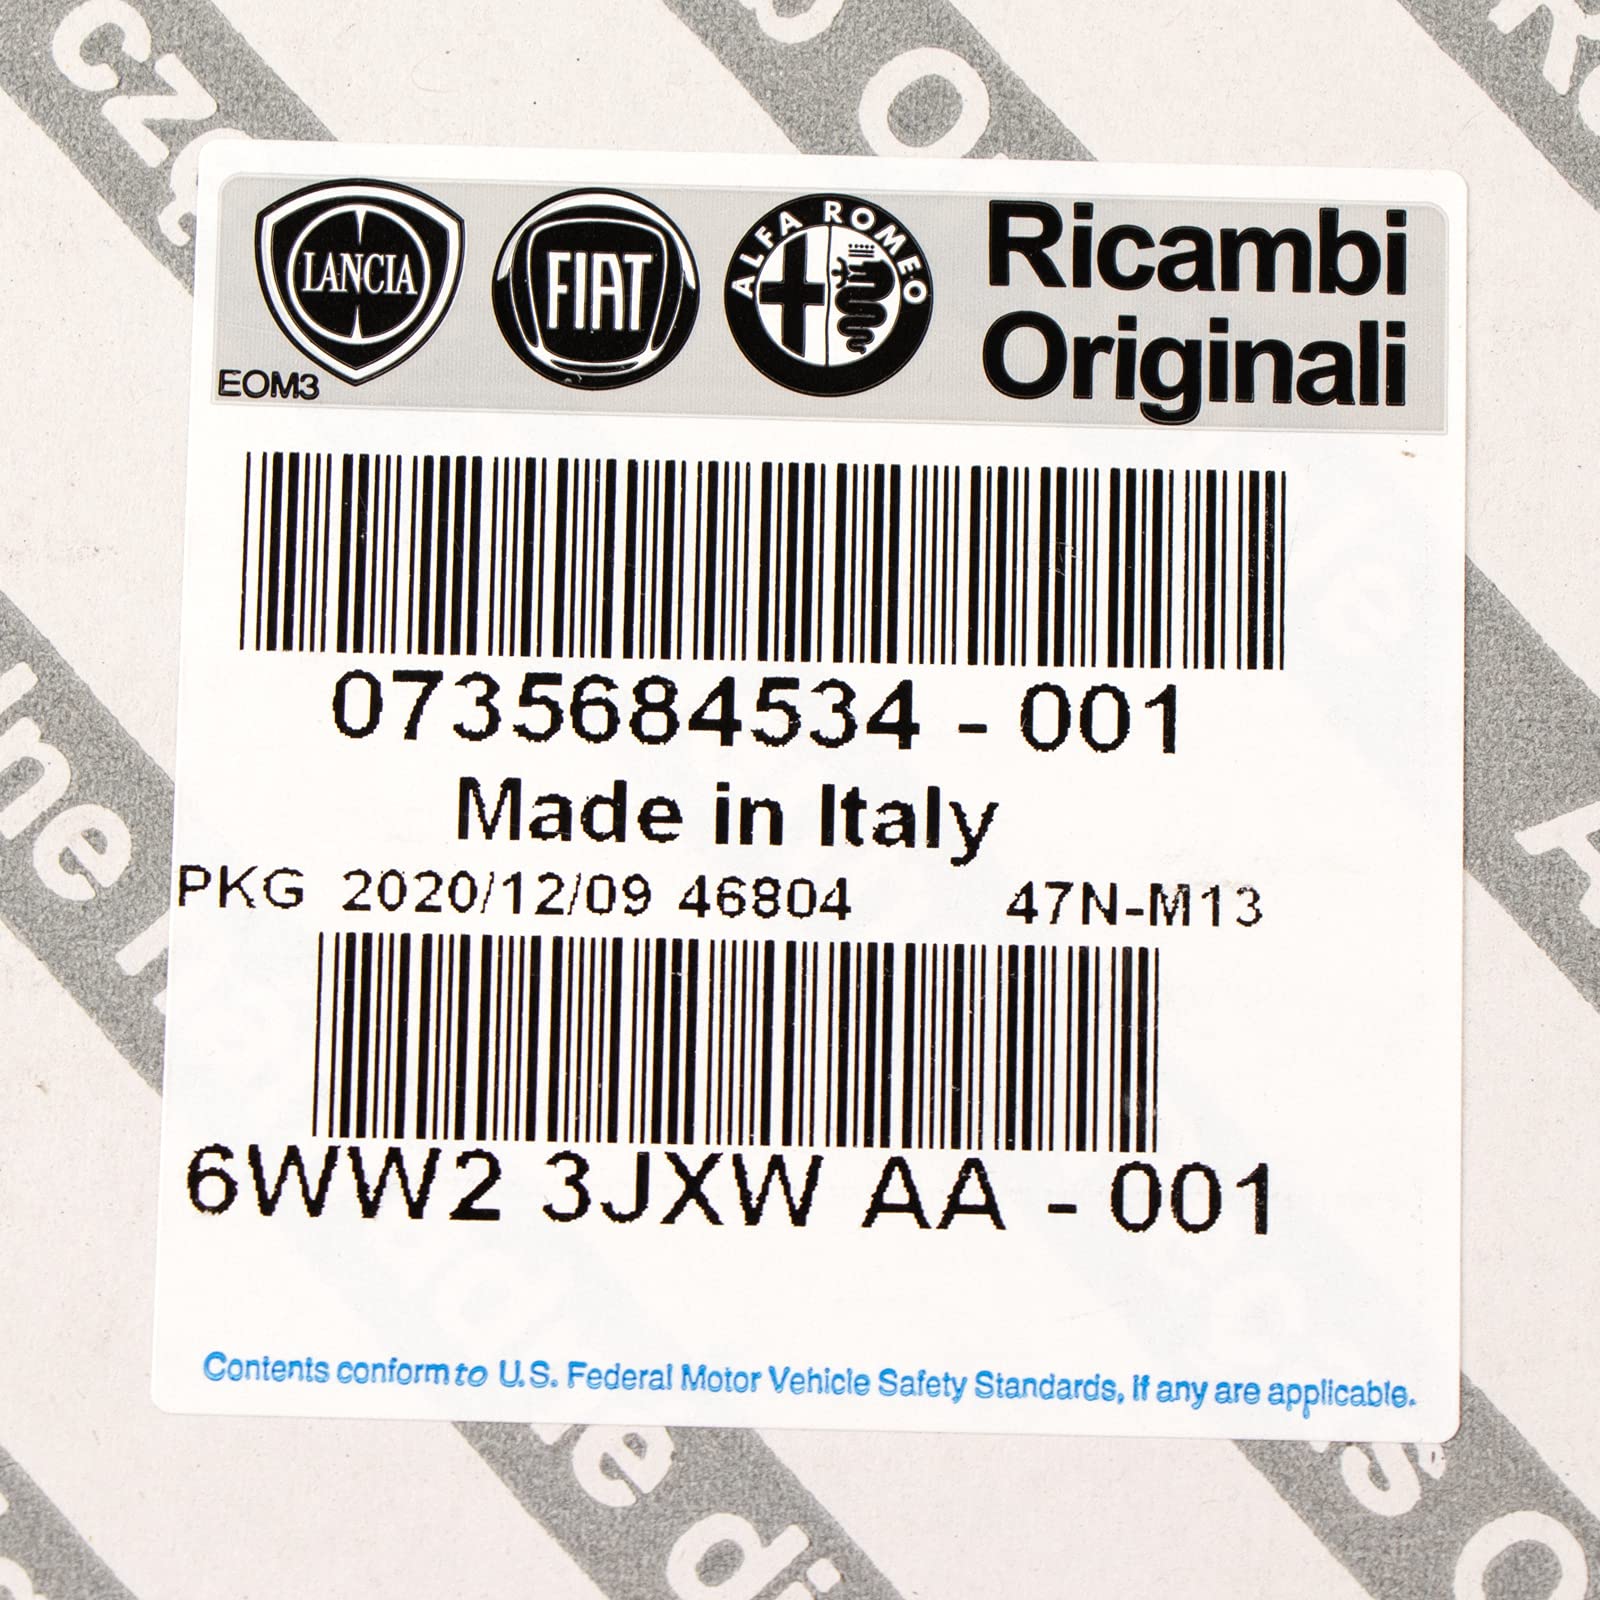 LANCIA
FIAT
ALFA ROMEO
Ricambi
Originali
EOM3
0735684534 - 001
Made in Italy
PKG 2020/12/09 46804 47N-M13
6WW2 3JXW AA - 001
Contents conform to U.S. Federal Motor Vehicle Safety Standards, If any are applicable.